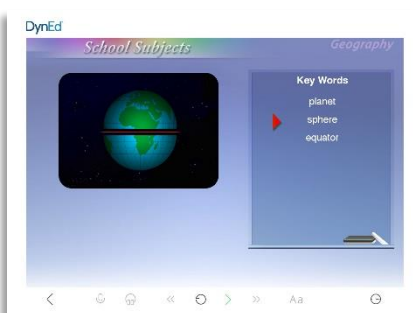 DynEd
School Subjects
Geography
Key Words
planet
sphere
equator
Aa